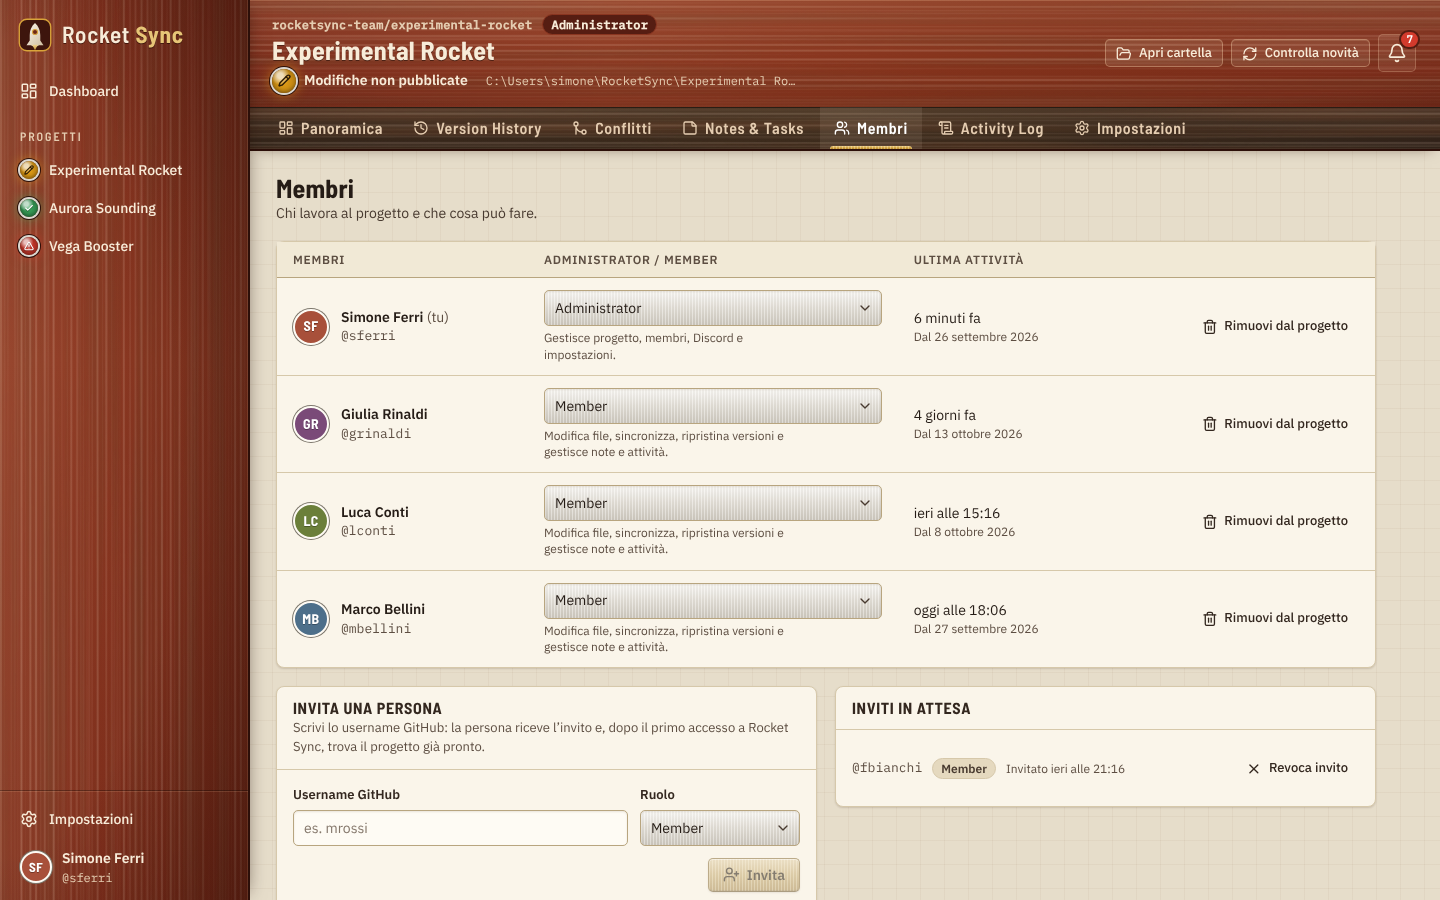 Rocket Sync
Dashboard
PROGETTI
Experimental Rocket
Aurora Sounding
Vega Booster
Impostazioni
SF
Simone Ferri
@sferri
rocketsync-team/experimental-rocket Administrator
Experimental Rocket
Modifiche non pubblicate C:\Users\simone\RocketSync\Experimental Ro…
Apri cartella
Controlla novità
7
Panoramica
Version History
Conflitti
Notes & Tasks
Membri
Activity Log
Impostazioni
Membri
Chi lavora al progetto e che cosa può fare.
MEMBRI ADMINISTRATOR / MEMBER ULTIMA ATTIVITÀ
SF
Simone Ferri (tu)
@sferri
Administrator
Gestisce progetto, membri, Discord e
impostazioni.
6 minuti fa
Dal 26 settembre 2026
Rimuovi dal progetto
GR
Giulia Rinaldi
@grinaldi
Member
Modifica file, sincronizza, ripristina versioni e
gestisce note e attività.
4 giorni fa
Dal 13 ottobre 2026
Rimuovi dal progetto
LC
Luca Conti
@lconti
Member
Modifica file, sincronizza, ripristina versioni e
gestisce note e attività.
ieri alle 15:16
Dal 8 ottobre 2026
Rimuovi dal progetto
MB
Marco Bellini
@mbellini
Member
Modifica file, sincronizza, ripristina versioni e
gestisce note e attività.
oggi alle 18:06
Dal 27 settembre 2026
Rimuovi dal progetto
INVITA UNA PERSONA
Scrivi lo username GitHub: la persona riceve l’invito e, dopo il primo accesso a Rocket
Sync, trova il progetto già pronto.
Username GitHub
es. mrossi
Ruolo
Member
Invita
INVITI IN ATTESA
@fbianchi Member Invitato ieri alle 21:16
Revoca invito